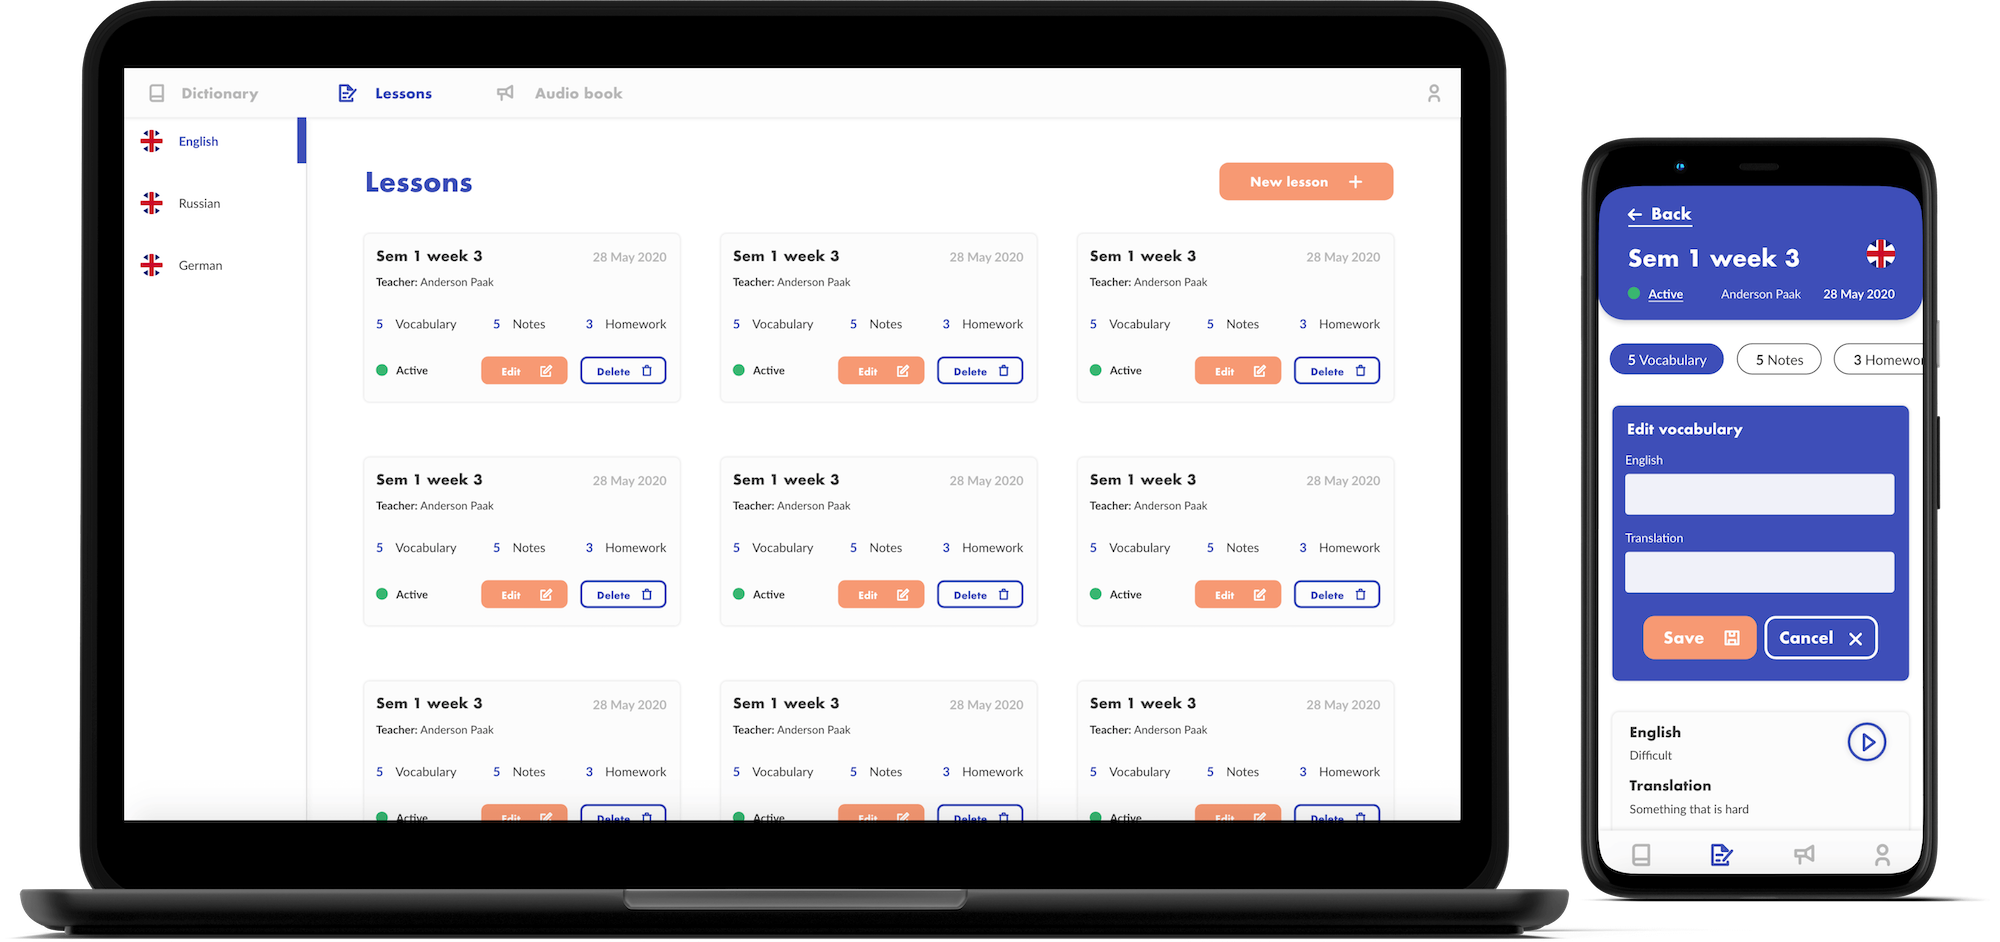 Dictionary Lessons Audio book
English
Russian
German
Lessons
New lesson
Sem 1 week 3 28 May 2020
Teacher: Anderson Paak
5 Vocabulary 5 Notes 3 Homework
Active Edit Delete
Sem 1 week 3 28 May 2020
Teacher: Anderson Paak
5 Vocabulary 5 Notes 3 Homework
Active Edit Delete
Sem 1 week 3 28 May 2020
Teacher: Anderson Paak
5 Vocabulary 5 Notes 3 Homework
Active Edit Delete
Sem 1 week 3 28 May 2020
Teacher: Anderson Paak
5 Vocabulary 5 Notes 3 Homework
Active Edit Delete
Sem 1 week 3 28 May 2020
Teacher: Anderson Paak
5 Vocabulary 5 Notes 3 Homework
Active Edit Delete
Sem 1 week 3 28 May 2020
Teacher: Anderson Paak
5 Vocabulary 5 Notes 3 Homework
Active Edit Delete
Sem 1 week 3 28 May 2020
Teacher: Anderson Paak
5 Vocabulary 5 Notes 3 Homework
Active Edit Delete
Sem 1 week 3 28 May 2020
Teacher: Anderson Paak
5 Vocabulary 5 Notes 3 Homework
Active Edit Delete
Sem 1 week 3 28 May 2020
Teacher: Anderson Paak
5 Vocabulary 5 Notes 3 Homework
Active Edit Delete
Back
Sem 1 week 3
Active Anderson Paak 28 May 2020
5 Vocabulary 5 Notes 3 Homewor
Edit vocabulary
English
Translation
Save Cancel
English
Difficult
Translation
Something that is hard